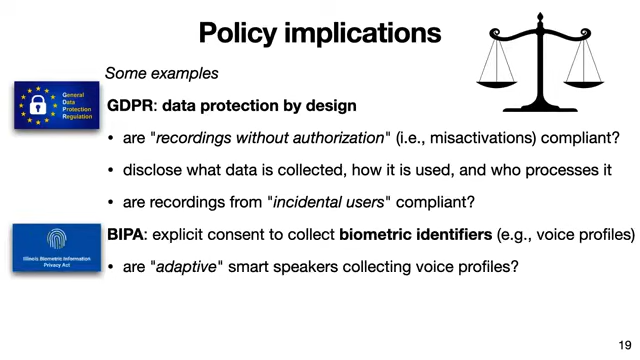 Policy implications
Some examples
General
Data
Protection
Regulation
GDPR: data protection by design
• are "recordings without authorization" (i.e., misactivations) compliant?
• disclose what data is collected, how it is used, and who processes it
• are recordings from "incidental users" compliant?
Illinois Biometric Information
Privacy Act
BIPA: explicit consent to collect biometric identifiers (e.g., voice profiles)
• are "adaptive" smart speakers collecting voice profiles?
19